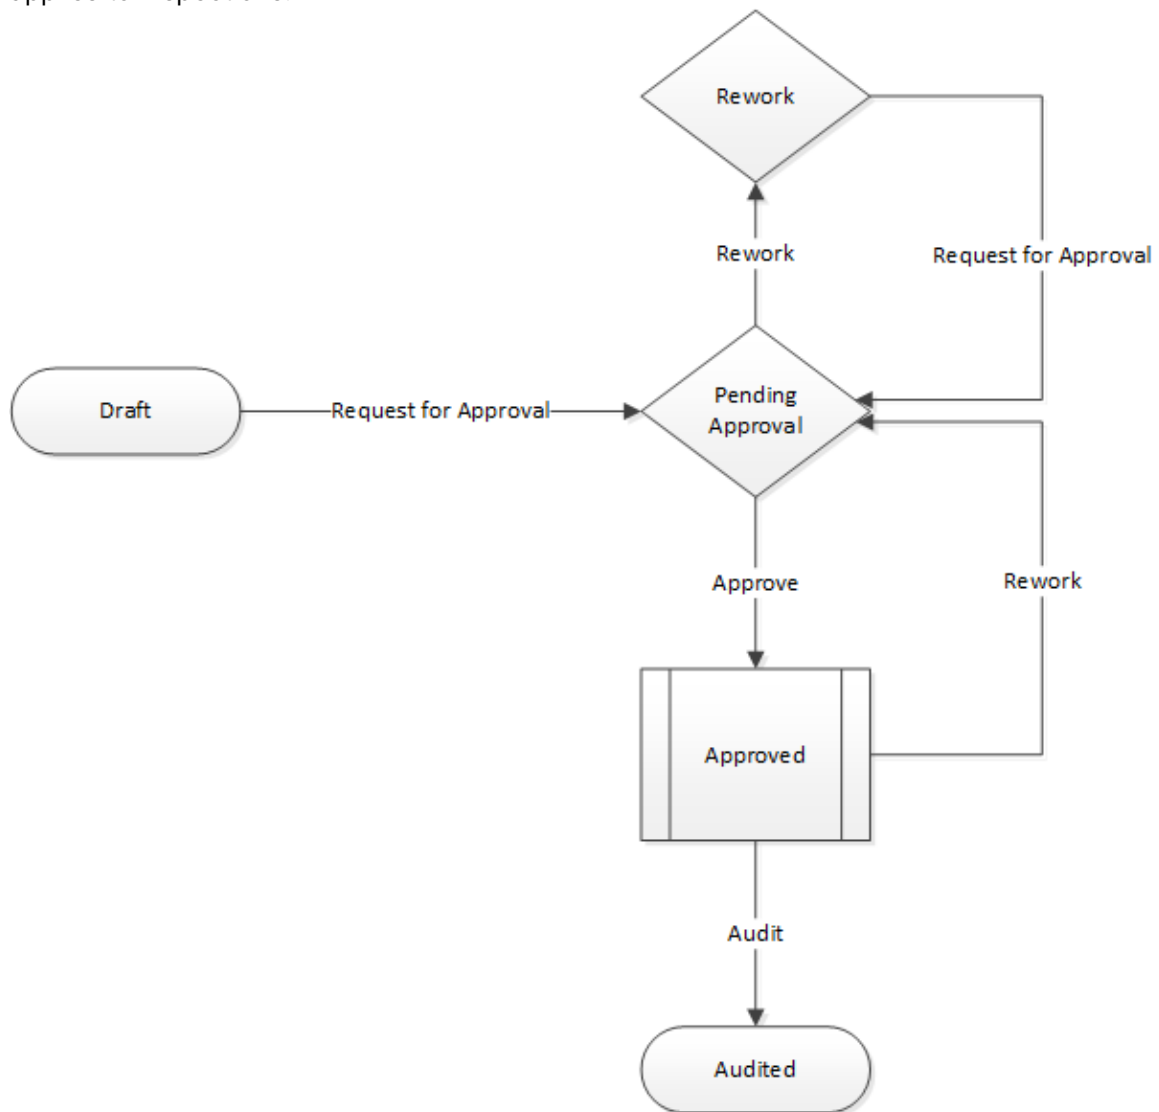 Rework
Rework
Request for Approval
Draft
Request for Approval
Pending
Approval
Approve
Rework
Approved
Audit
Audited